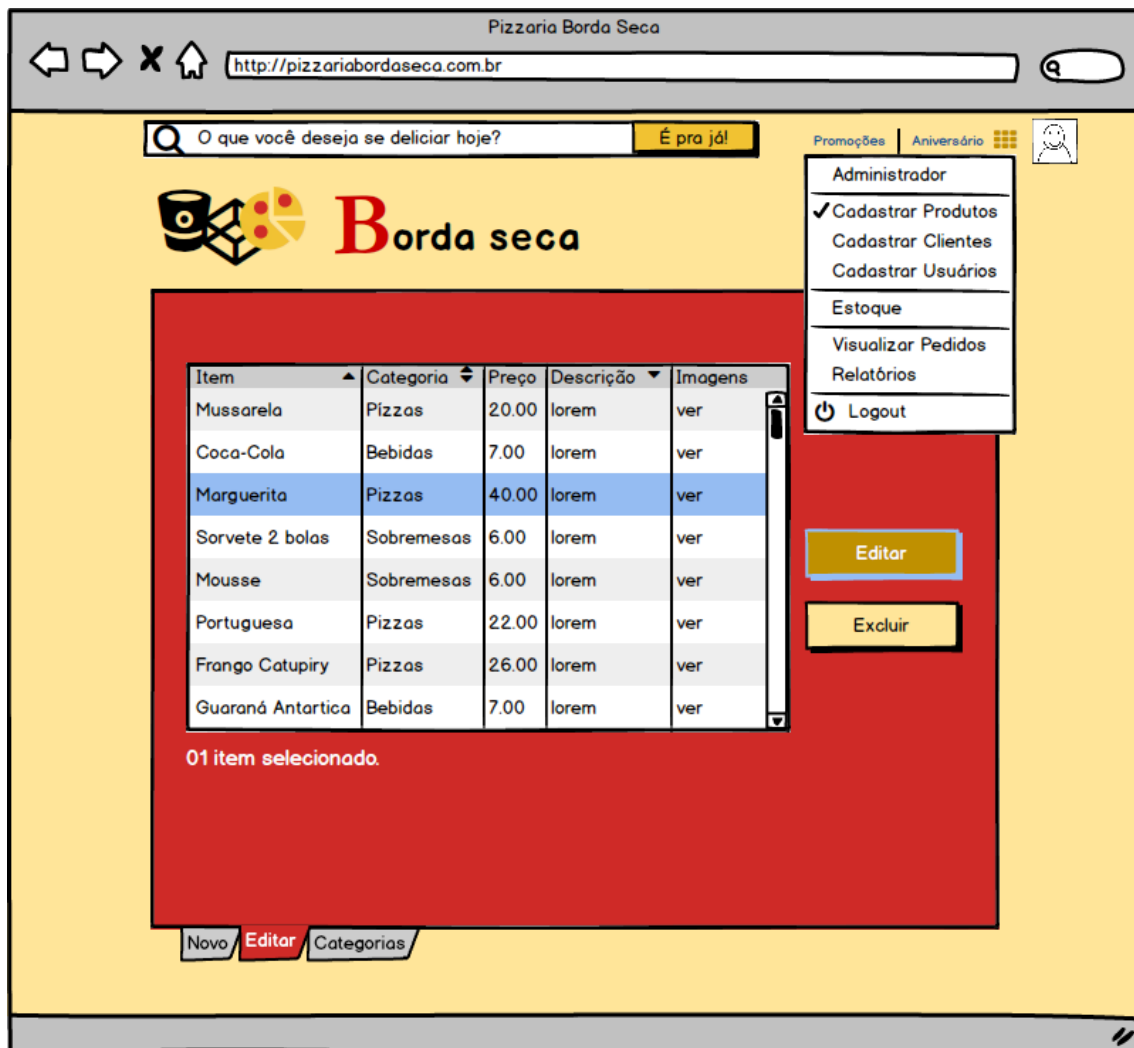 Pizzaria Borda Seca
http://pizzariabordaseca.com.br
O que você deseja se deliciar hoje? É pra já!
Promoções Aniversário
Administrador
Cadastrar Produtos
Cadastrar Clientes
Cadastrar Usuários
Estoque
Visualizar Pedidos
Relatórios
Logout
Borda seca
Item Categoria Preço Descrição Imagens
Mussarela Pízzas 20.00 lorem ver
Coca-Cola Bebidas 7.00 lorem ver
Marguerita Pizzas 40.00 lorem ver
Sorvete 2 bolas Sobremesas 6.00 lorem ver
Mousse Sobremesas 6.00 lorem ver
Portuguesa Pizzas 22.00 lorem ver
Frango Catupiry Pizzas 26.00 lorem ver
Guaraná Antartica Bebidas 7.00 lorem ver
Editar
Excluir
01 item selecionado.
Novo Editar Categorias